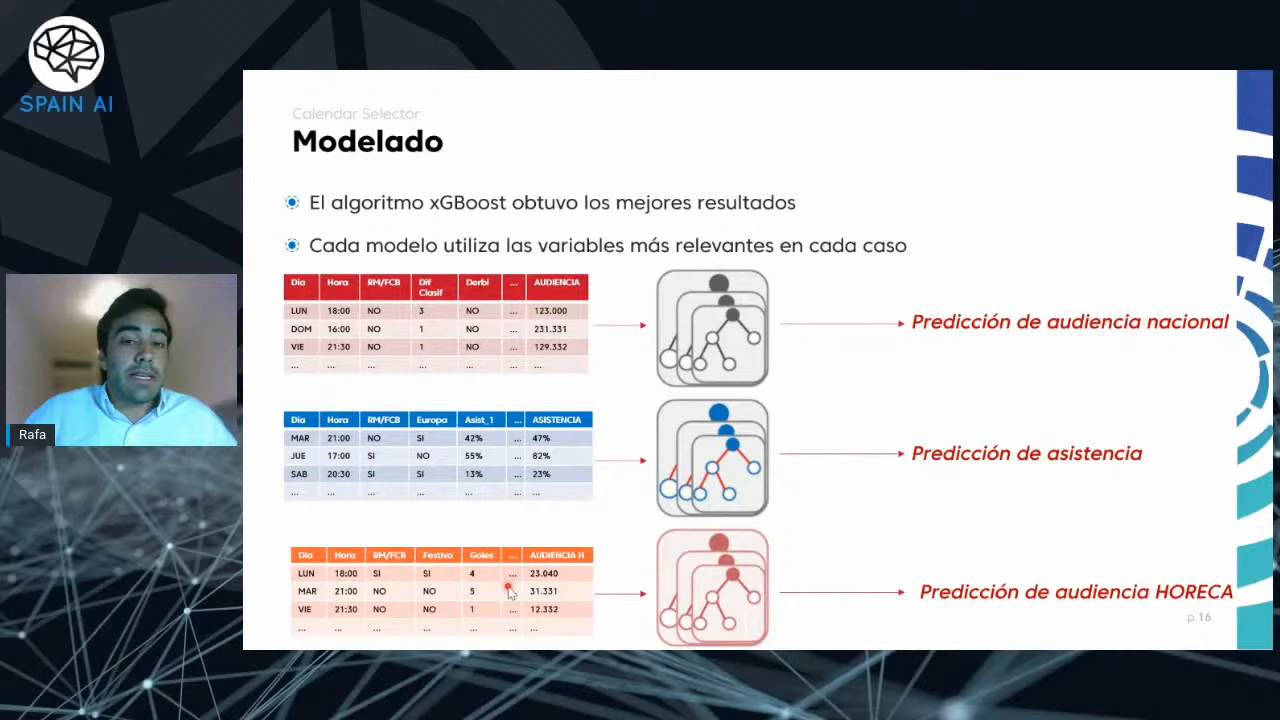 SPAIN AI
Calendar Selector
Modelado
El algoritmo xGBoost obtuvo los mejores resultados
Cada modelo utiliza las variables más relevantes en cada caso
Dia Hora RM/FCB Dif Clasif Derbi ... AUDIENCIA
LUN 18:00 NO 3 NO ... 123.000
DOM 16:00 NO 1 NO ... 231.331
VIE 21:30 NO 1 NO ... 129.332
... ... ... ... ... ... ...
Predicción de audiencia nacional
Dia Hora RM/FCB Europa Asist_1 ... ASISTENCIA
MAR 21:00 NO SI 42% ... 47%
JUE 17:00 SI NO 55% ... 82%
SAB 20:30 SI SI 13% ... 23%
... ... ... ... ... ... ...
Predicción de asistencia
Dia Hora RM/FCB Festivo Goles ... AUDIENCIA H
LUN 18:00 SI SI 4 ... 23.040
MAR 21:00 NO NO 5 ... 31.331
VIE 21:30 NO NO 1 ... 12.332
... ... ... ... ... ... ...
Predicción de audiencia HORECA
p.16
Rafa